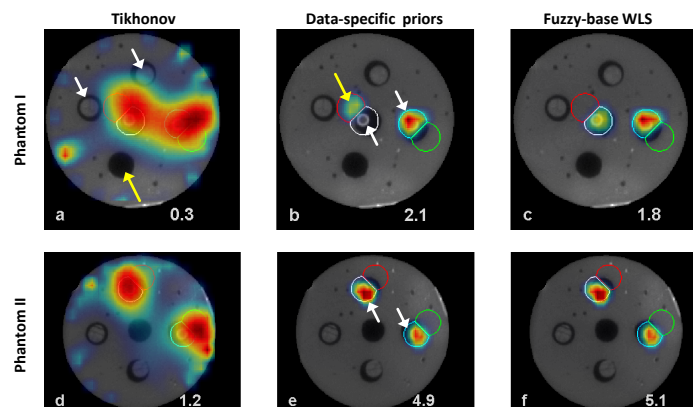 Tikhonov Data-specific priors Fuzzy-base WLS
Phantom I
a 0.3
b 2.1
c 1.8
Phantom II
d 1.2
e 4.9
f 5.1